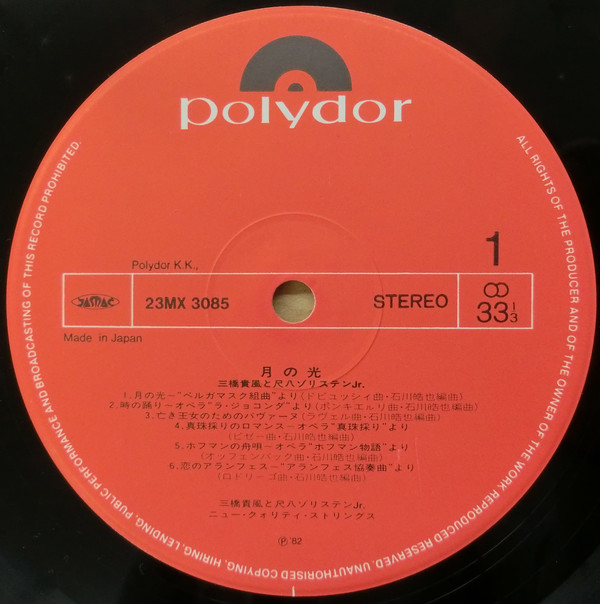 polydor
ALL RIGHTS OF THE PRODUCER AND OF THE OWNER OF THE WORK REPRODUCED RESERVED. UNAUTHORISED COPYING. HIRING. LENDING. PUBLIC PERFORMANCE AND BROADCASTING OF THIS RECORD PROHIBITED.
1
Polydor K.K.,
JASRAC
23MX 3085
STEREO
33 1/3
Made in Japan
月の光
三橋貴風と尺八ゾリステンJr.
1.月の光－“ベルガマスク組曲”より(ドビュッシィ曲・石川皓也編曲)
2.時の踊り－オペラ“ラ・ジョコンダ”より(ポンキエルリ曲・石川皓也編曲)
3.亡き王女のためのパヴァーヌ(ラヴェル曲・石川皓也編曲)
4.真珠採りのロマンス－オペラ“真珠採り”より
(ビゼー曲・石川皓也編曲)
5.ホフマンの舟唄－オペラ“ホフマン物語”より
(オッフェンバック曲・石川皓也編曲)
6.恋のアランフェス－“アランフェス協奏曲”より
(ロドリーゴ曲・石川皓也編曲)
三橋貴風と尺八ゾリステンJr.
ニュー・クォリティ・ストリングス
Ⓟ'82